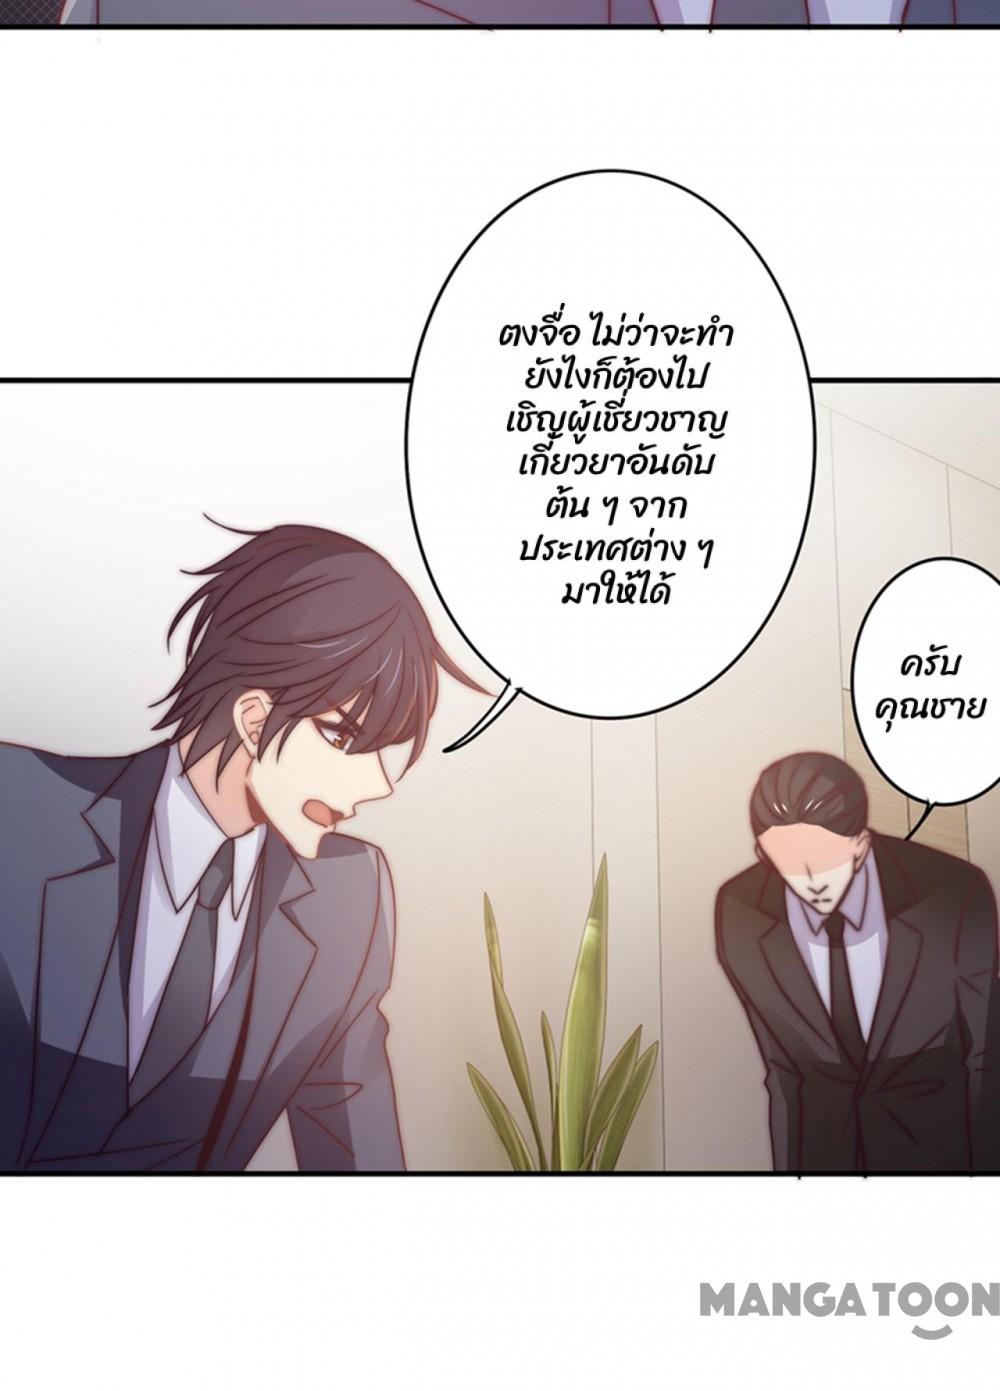 ตงจื่อ ไม่ว่าจะทำ
ยังไงก็ต้องไป
เชิญผู้เชี่ยวชาญ
เกี่ยวยาอันดับ
ต้น ๆ จาก
ประเทศต่าง ๆ
มาให้ได้
ครับ
คุณชาย
MANGATOON